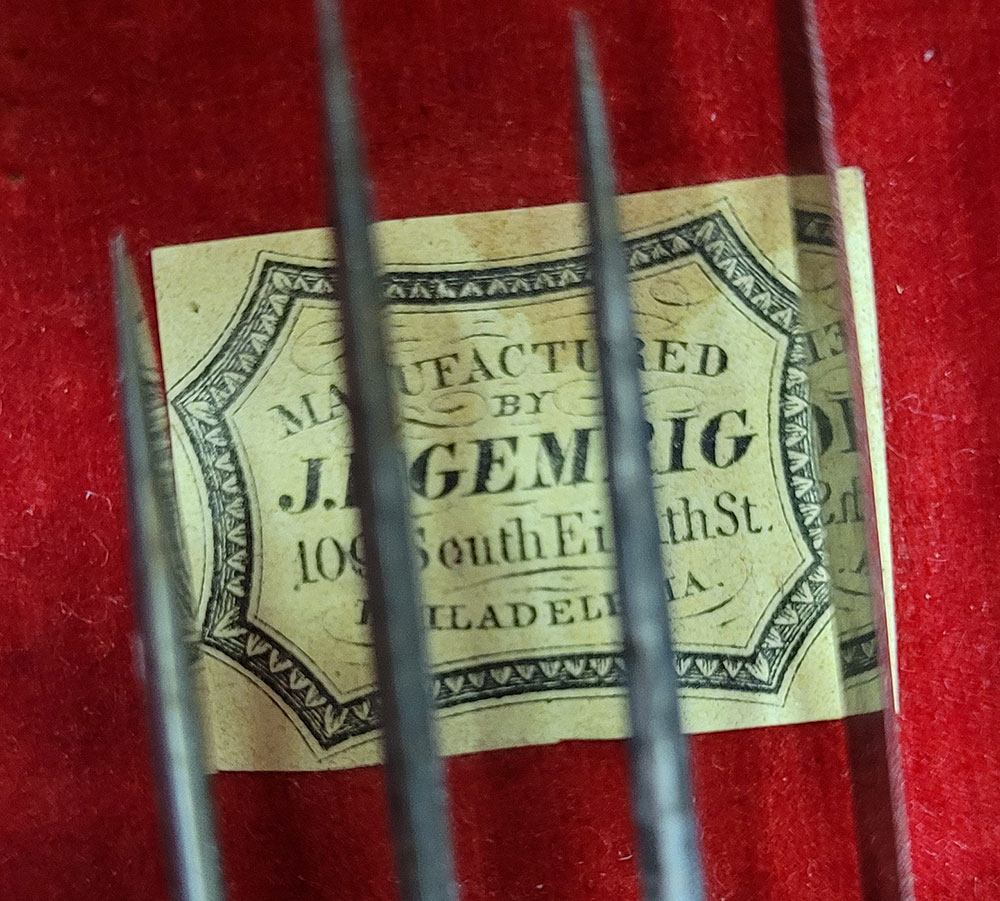 MANUFACTURED
BY
J.H.GEMRIG
109 South Eighth St.
PHILADELPHIA.